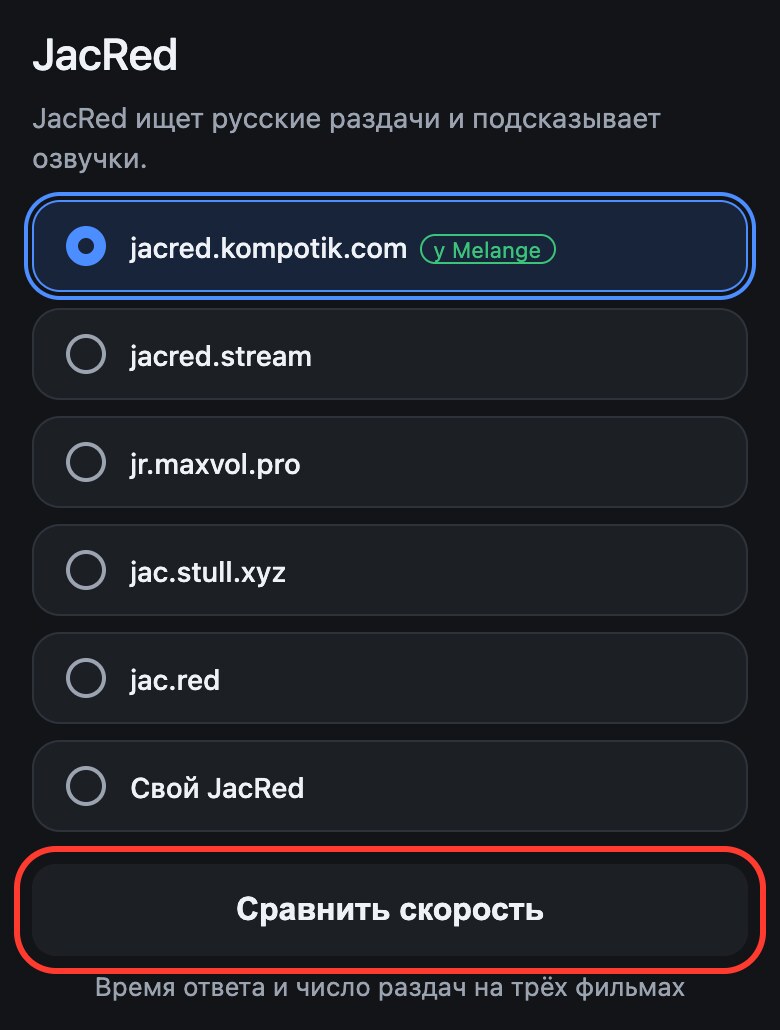 JacRed
JacRed ищет русские раздачи и подсказывает
озвучки.
jacred.kompotik.com у Melange
jacred.stream
jr.maxvol.pro
jac.stull.xyz
jac.red
Свой JacRed
Сравнить скорость
Время ответа и число раздач на трёх фильмах